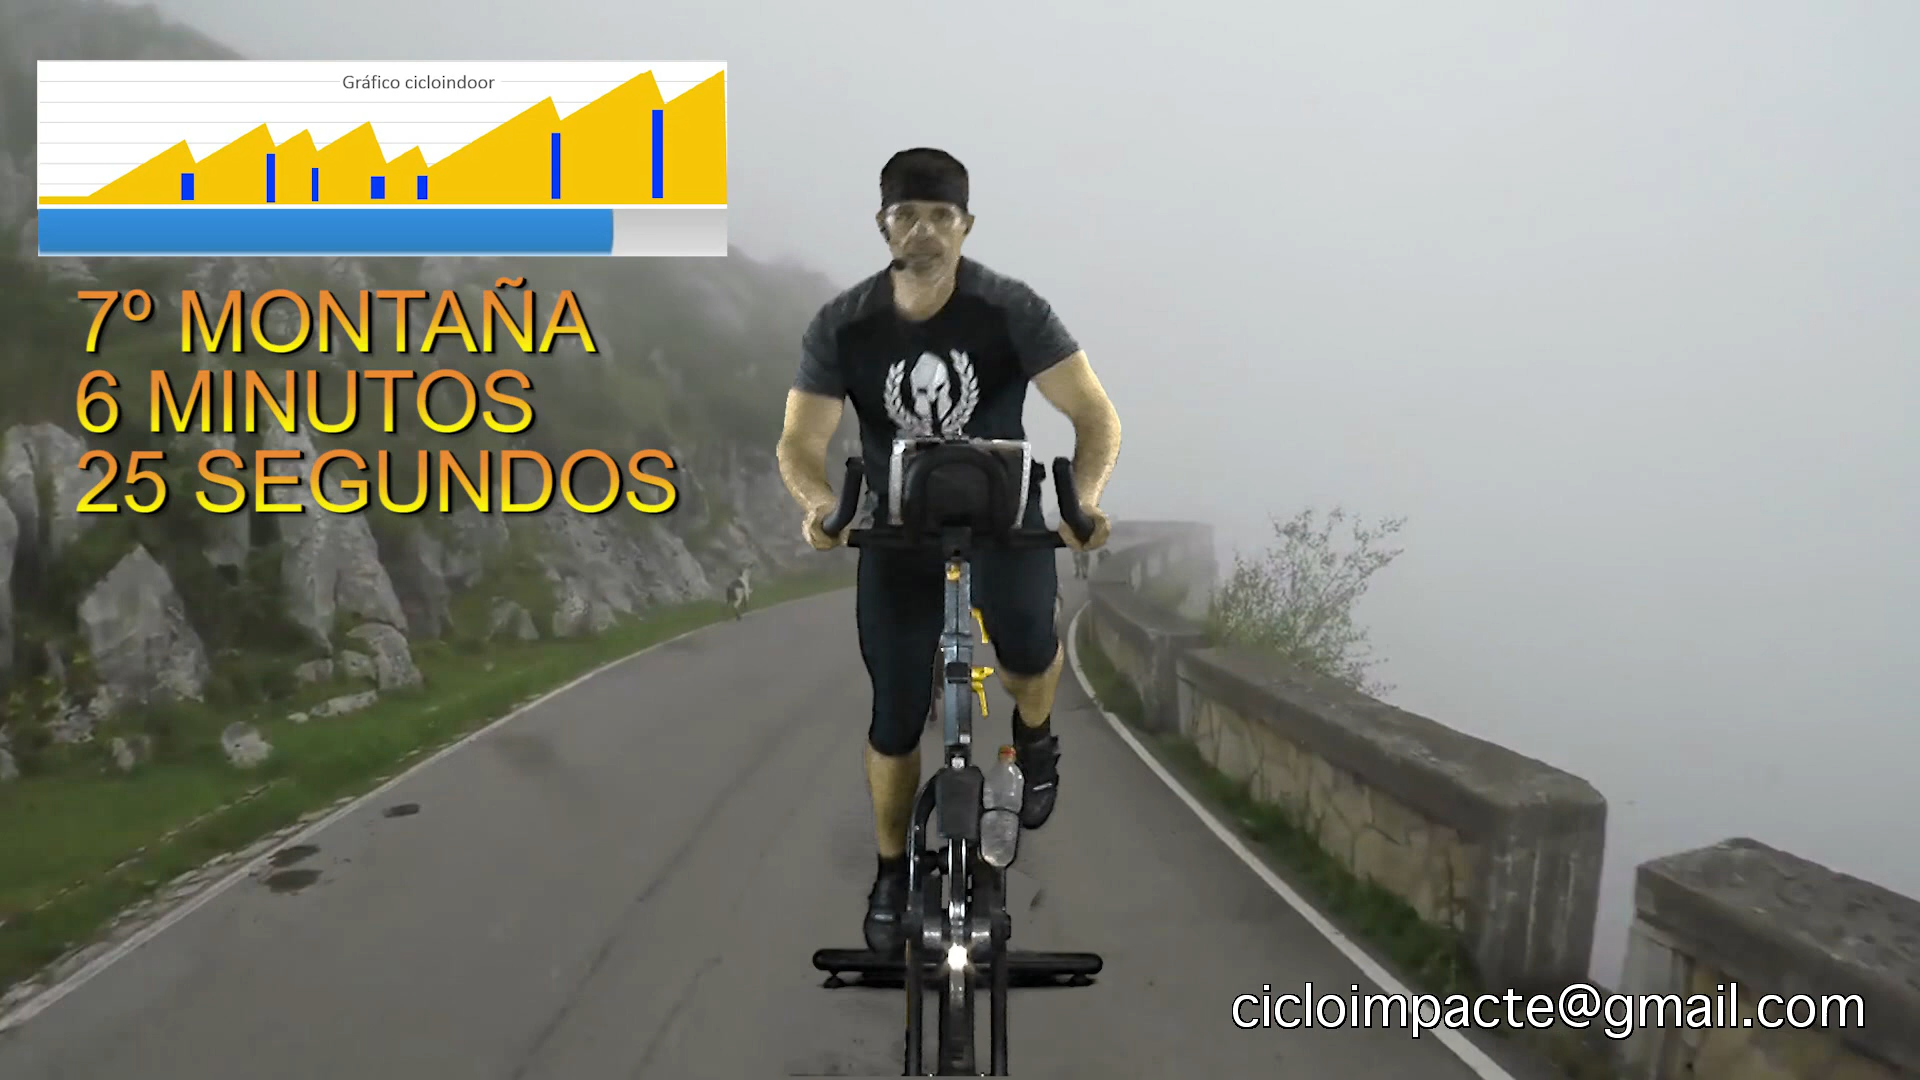 Gráfico cicloindoor
7º MONTAÑA
6 MINUTOS
25 SEGUNDOS
cicloimpacte@gmail.com